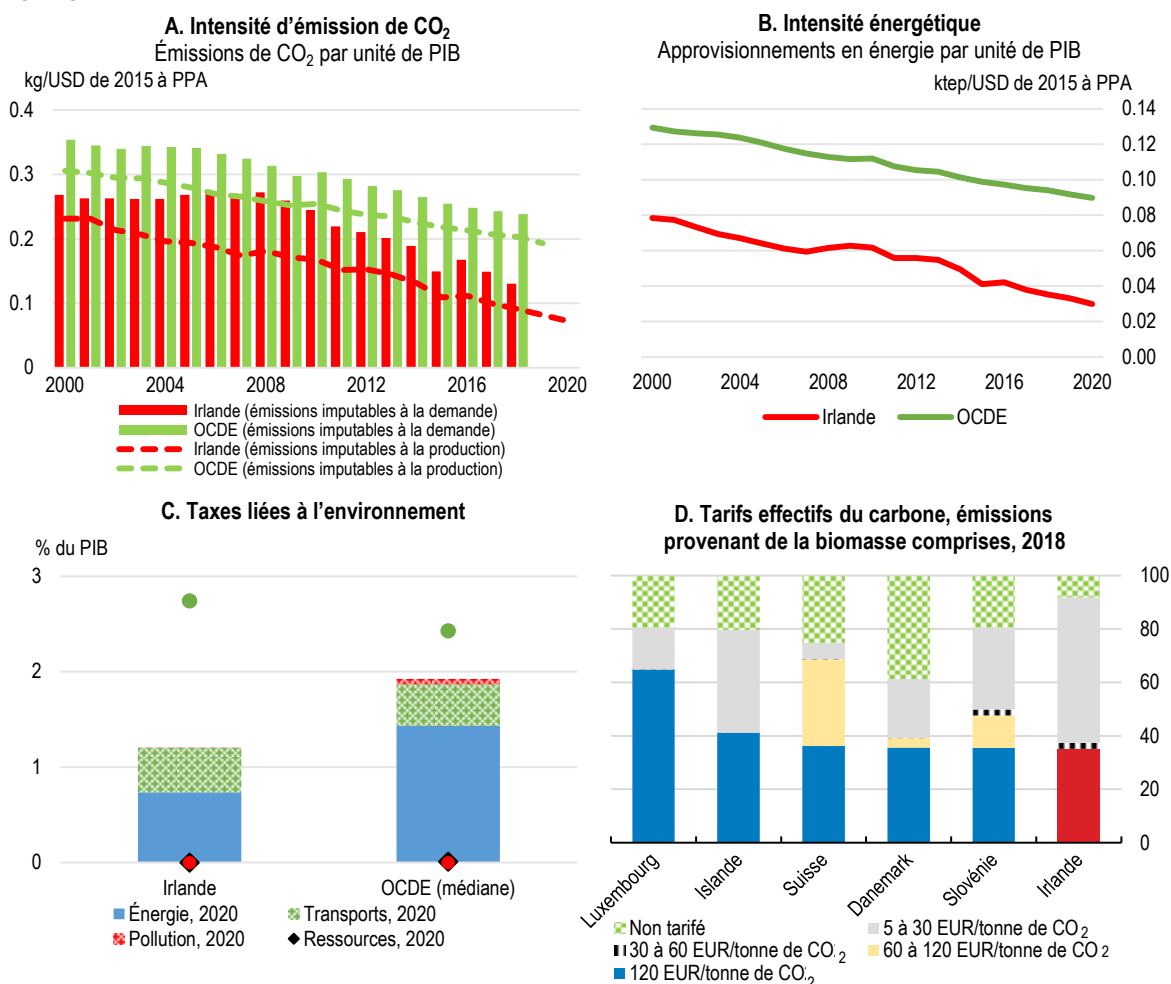 A. Intensité d'émission de CO₂
Émissions de CO₂ par unité de PIB
kg/USD de 2015 à PPA
0.4
0.3
0.2
0.1
0
2000
2004
2008
2012
2016
2020
Irlande (émissions imputables à la demande)
OCDE (émissions imputables à la demande)
Irlande (émissions imputables à la production)
OCDE (émissions imputables à la production)
B. Intensité énergétique
Approvisionnements en énergie par unité de PIB
ktep/USD de 2015 à PPA
0.14
0.12
0.10
0.08
0.06
0.04
0.02
0.00
2000
2004
2008
2012
2016
2020
Irlande
OCDE
C. Taxes liées à l'environnement
% du PIB
3
2
1
0
Irlande
OCDE (médiane)
Énergie, 2020
Transports, 2020
Pollution, 2020
Ressources, 2020
D. Tarifs effectifs du carbone, émissions
provenant de la biomasse comprises, 2018
100
80
60
40
20
0
Luxembourg
Islande
Suisse
Danemark
Slovénie
Irlande
Non tarifé
5 à 30 EUR/tonne de CO₂
30 à 60 EUR/tonne de CO₂
60 à 120 EUR/tonne de CO₂
120 EUR/tonne de CO₂